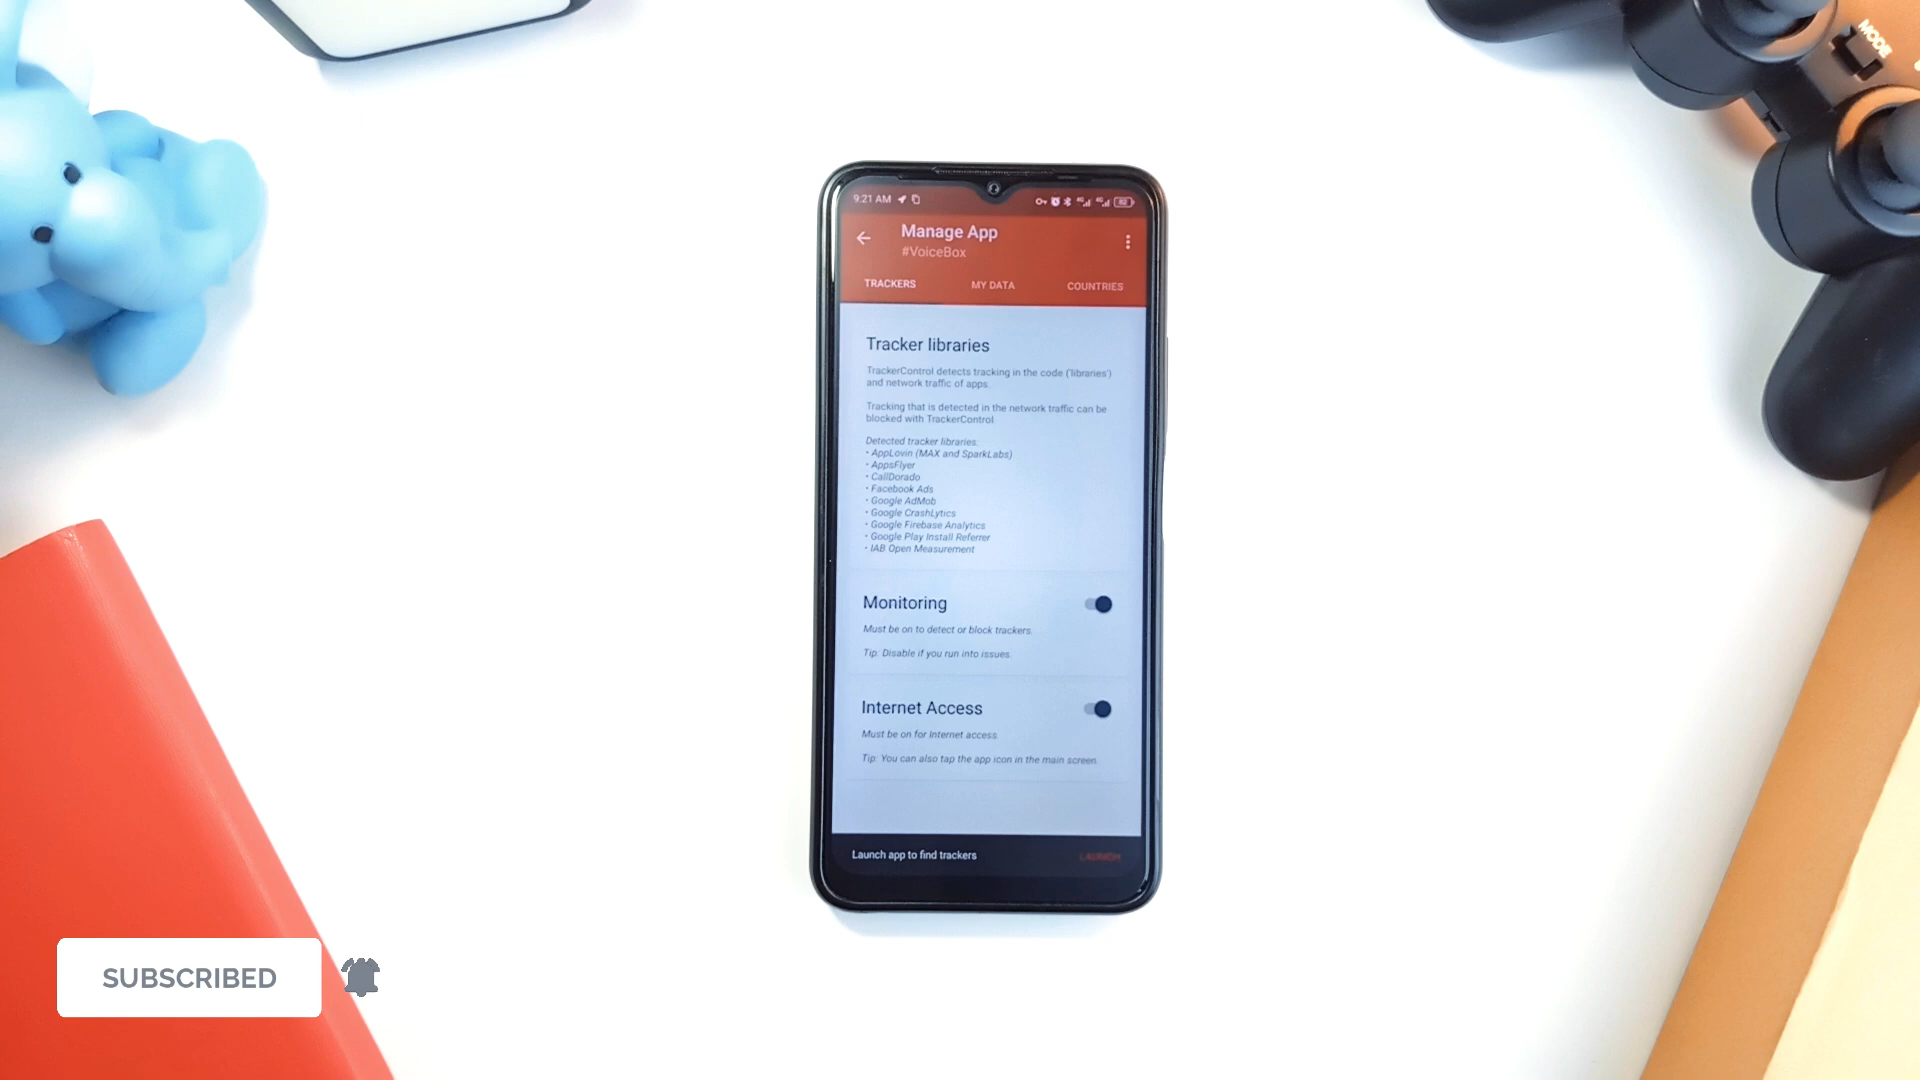 MODE
9:21 AM
Manage App
#VoiceBox
TRACKERS
MY DATA
COUNTRIES
Tracker libraries
TrackerControl detects tracking in the code ('libraries')
and network traffic of apps.
Tracking that is detected in the network traffic can be
blocked with TrackerControl
Detected tracker libraries:
• AppLovin (MAX and SparkLabs)
• AppsFlyer
• CallDorado
• Facebook Ads
• Google AdMob
• Google CrashLytics
• Google Firebase Analytics
• Google Play Install Referrer
• IAB Open Measurement
Monitoring
Must be on to detect or block trackers.
Tip: Disable if you run into issues.
Internet Access
Must be on for Internet access
Tip: You can also tap the app icon in the main screen.
Launch app to find trackers
LAUNCH
SUBSCRIBED